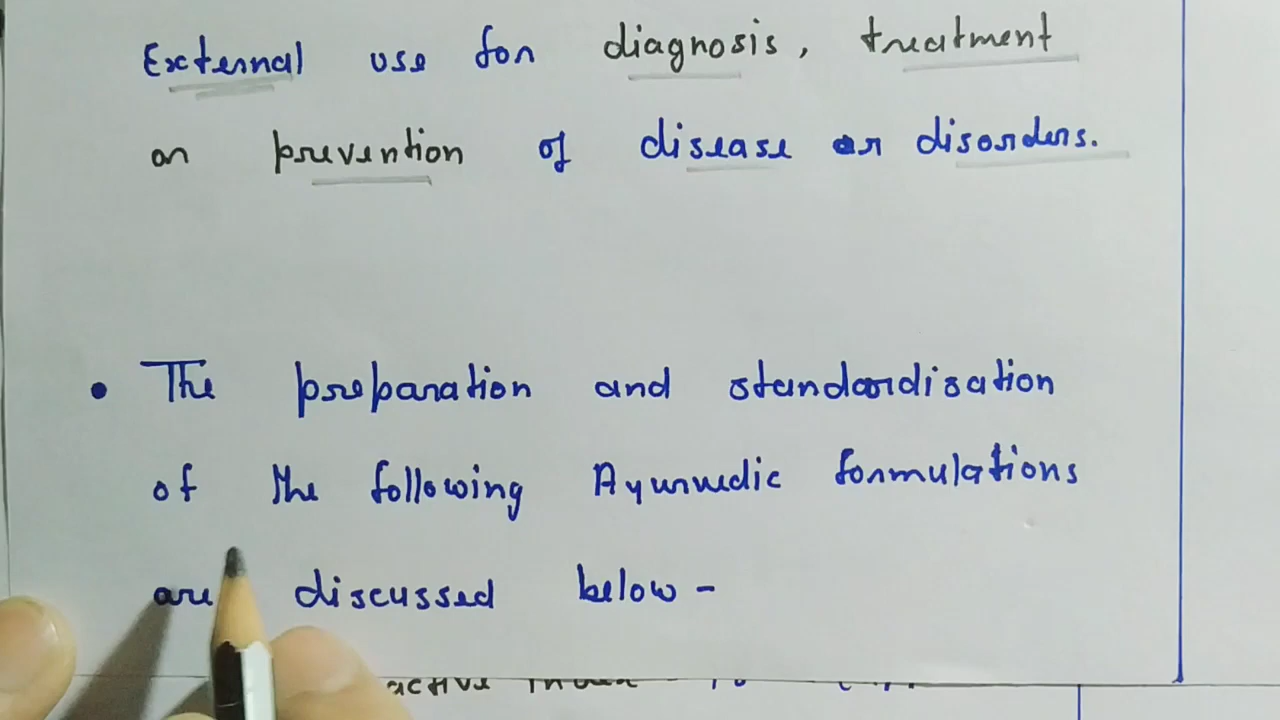 External use for diagnosis, treatment
or prevention of disease or disorders.
• The preparation and standardisation
of the following Ayurvedic formulations
are discussed below -
active